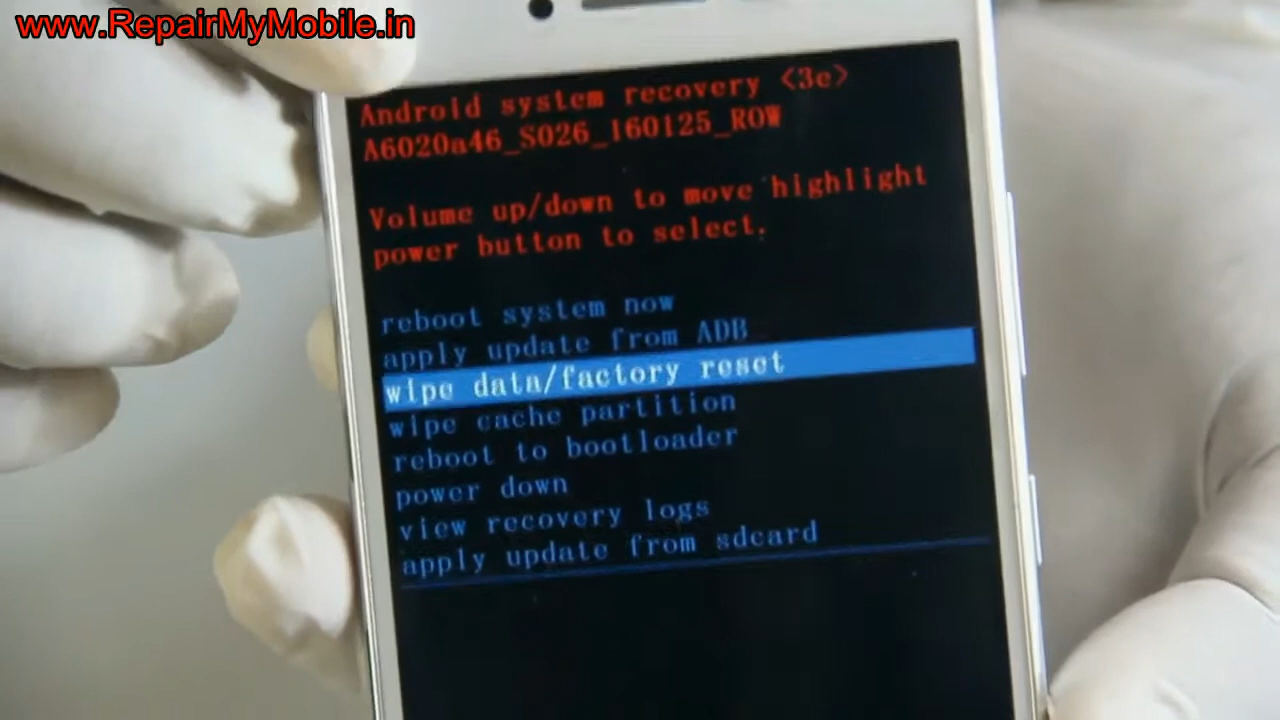 www.RepairMyMobile.in
Android system recovery <3e>
A6020a46_S026_160125_ROW
Volume up/down to move highlight
power button to select.
reboot system now
apply update from ADB
wipe data/factory reset
wipe cache partition
reboot to bootloader
power down
view recovery logs
apply update from sdcard